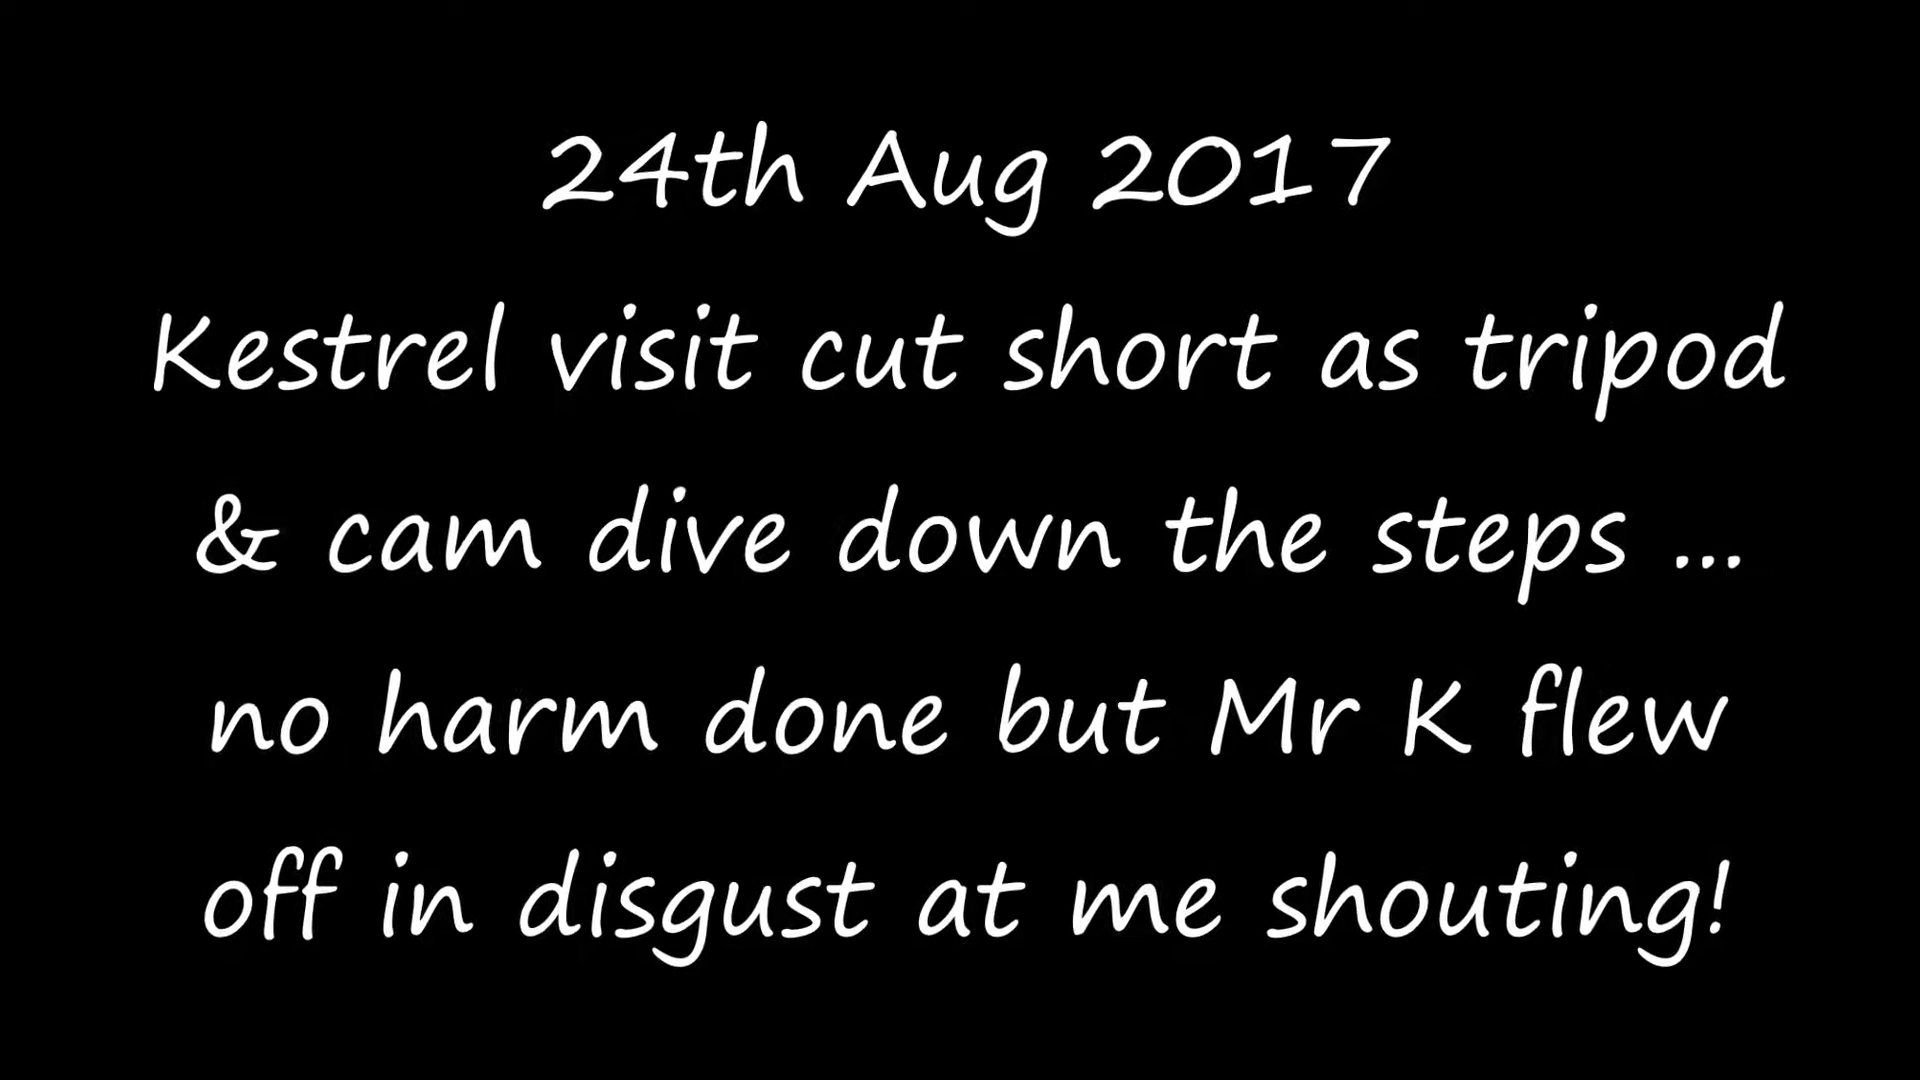 24th Aug 2017
Kestrel visit cut short as tripod
& cam dive down the steps ...
no harm done but Mr K flew
off in disgust at me shouting!